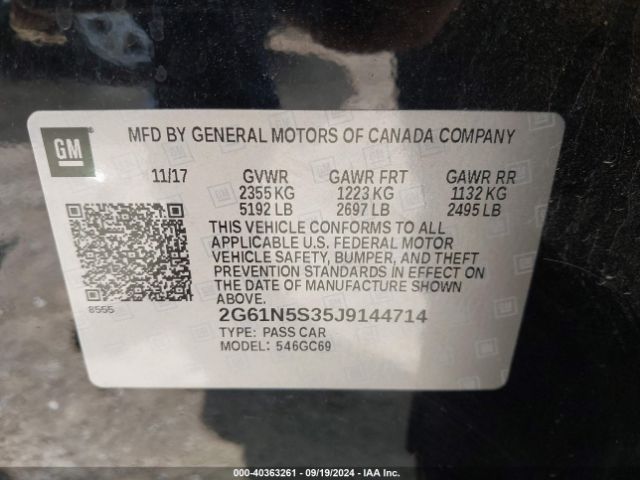 GM
MFD BY GENERAL MOTORS OF CANADA COMPANY
11/17 GVWR GAWR FRT GAWR RR
2355 KG 1223 KG 1132 KG
5192 LB 2697 LB 2495 LB
THIS VEHICLE CONFORMS TO ALL
APPLICABLE U.S. FEDERAL MOTOR
VEHICLE SAFETY, BUMPER, AND THEFT
PREVENTION STANDARDS IN EFFECT ON
THE DATE OF MANUFACTURE SHOWN
ABOVE.
8555
2G61N5S35J9144714
TYPE: PASS CAR
MODEL: 546GC69
000-40363261 - 09/19/2024 - IAA Inc.